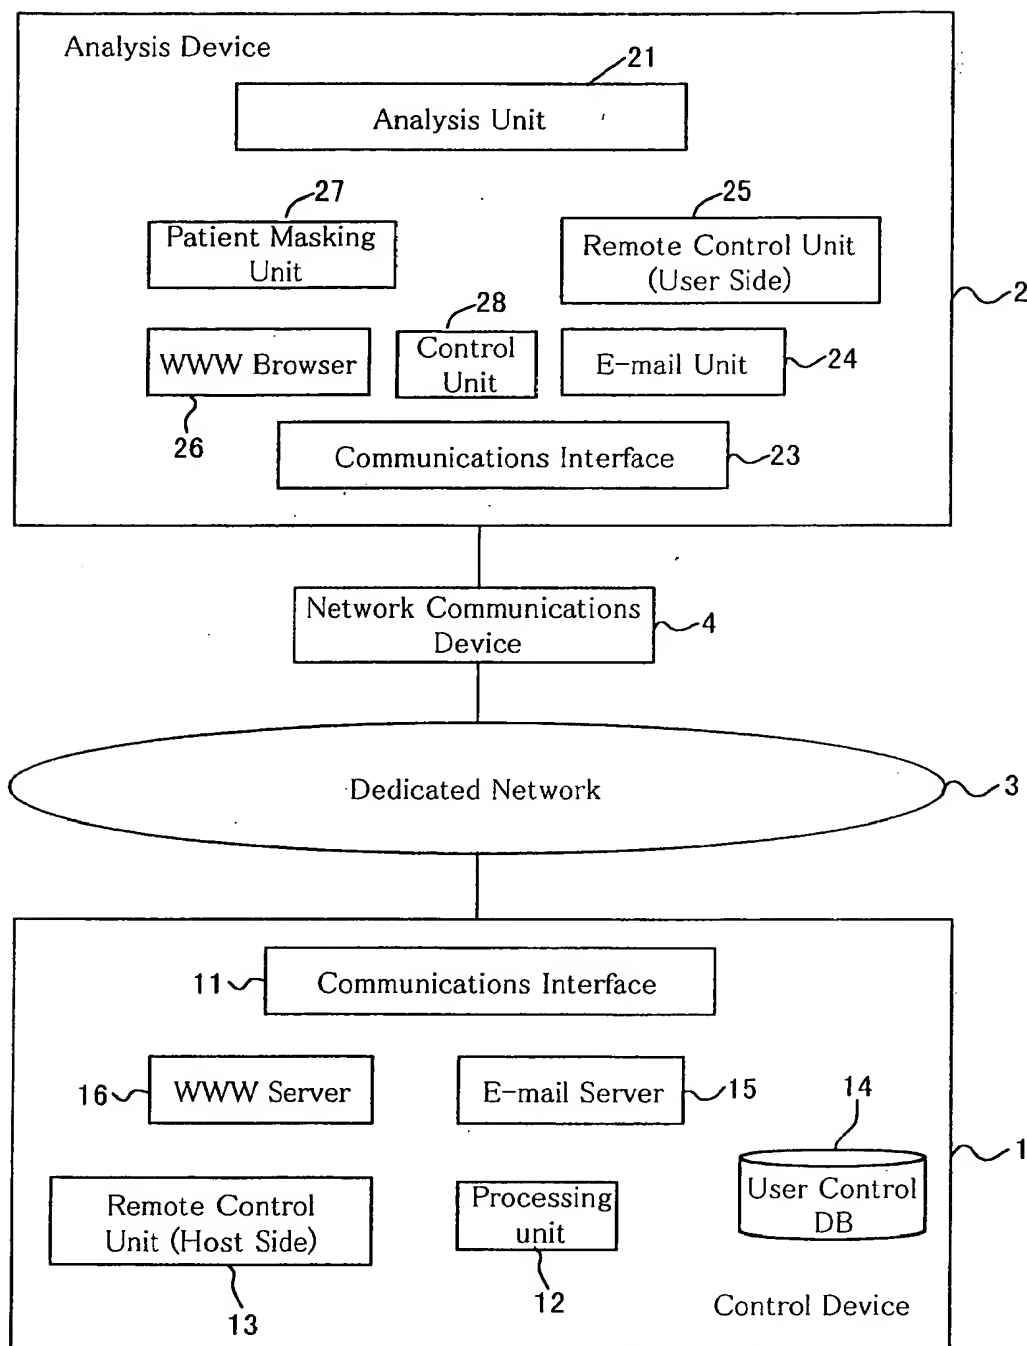 Analysis Device
21
Analysis Unit
27
25
Patient Masking
Unit
Remote Control Unit
(User Side)
2
28
WWW Browser
Control
Unit
E-mail Unit
24
26
Communications Interface
23
Network Communications
Device
4
Dedicated Network
3
11
Communications Interface
16
WWW Server
E-mail Server
15
14
1
Remote Control
Unit (Host Side)
Processing
unit
User Control
DB
13
12
Control Device